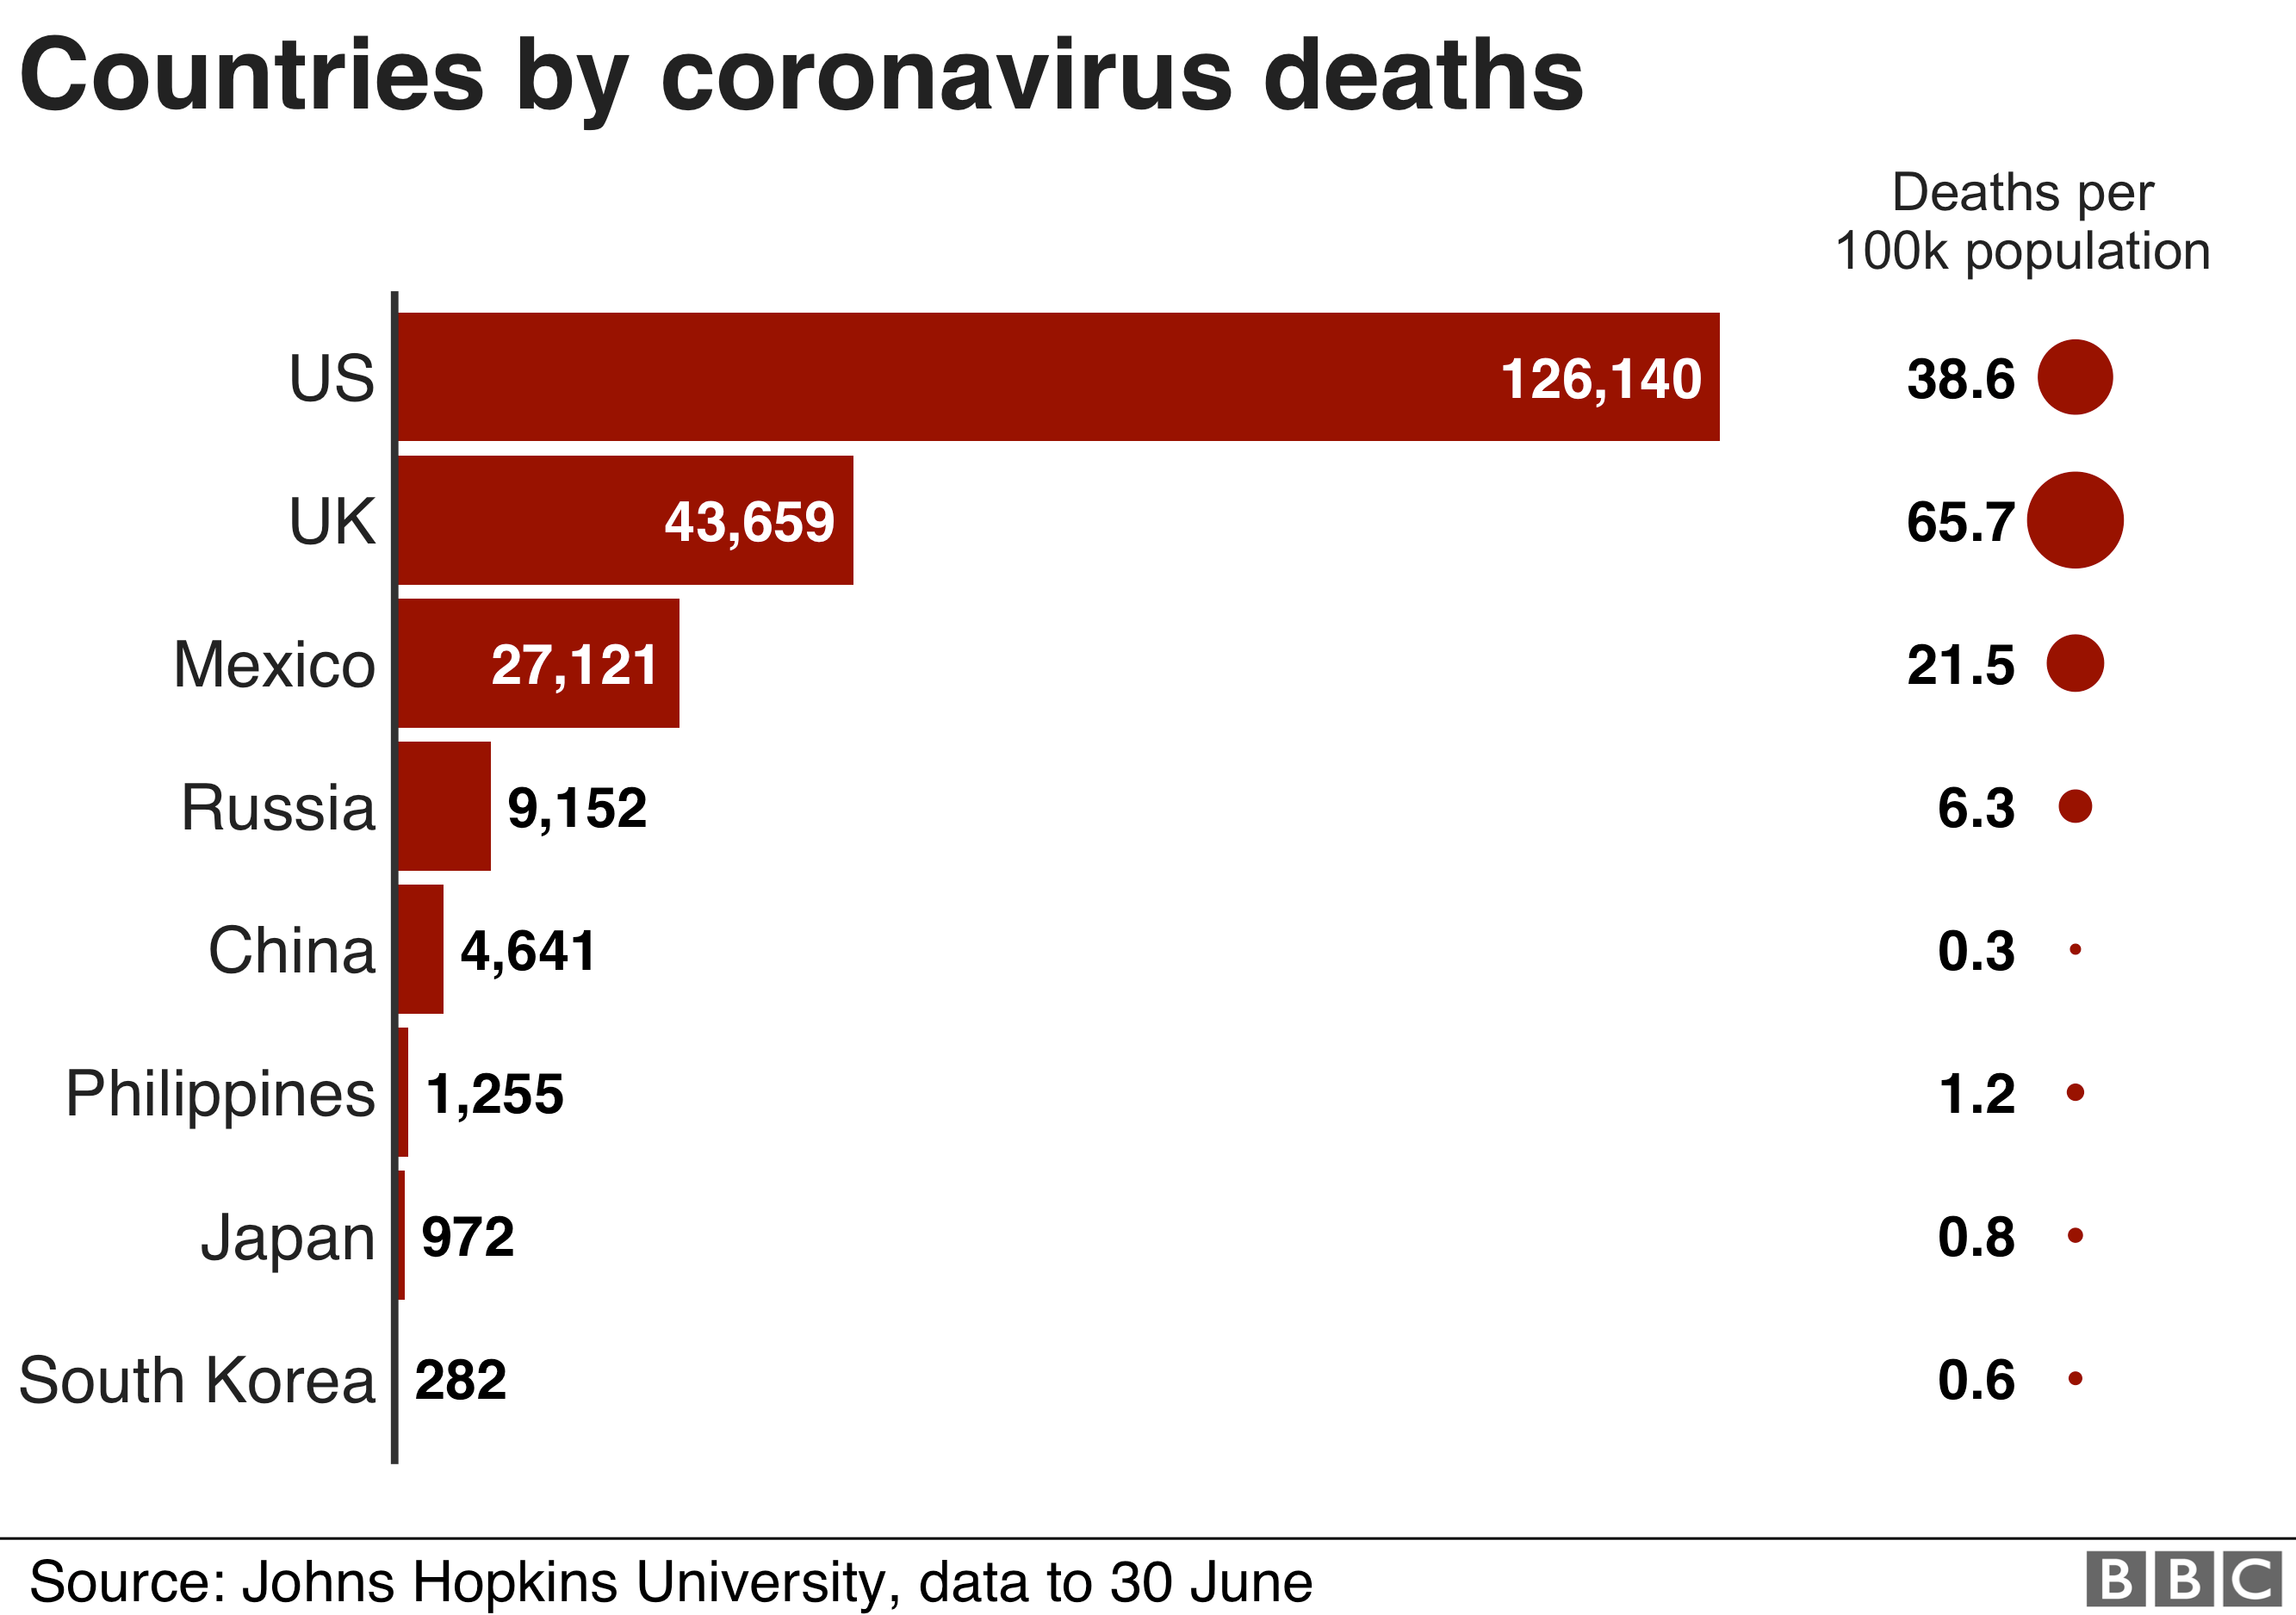 Countries by coronavirus deaths
Deaths per
100k population
US 126,140 38.6
UK 43,659 65.7
Mexico 27,121 21.5
Russia 9,152 6.3
China 4,641 0.3
Philippines 1,255 1.2
Japan 972 0.8
South Korea 282 0.6
Source: Johns Hopkins University, data to 30 June
BBC